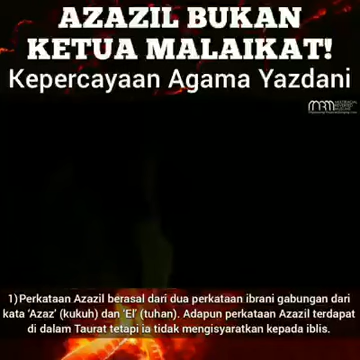 AZAZIL BUKAN
KETUA MALAIKAT!
Kepercayaan Agama Yazdani
1) Perkataan Azazil berasal dari dua perkataan ibrani gabungan dari
kata 'Azaz' (kukuh) dan 'El' (tuhan). Adapun perkataan Azazil terdapat
di dalam Taurat tetapi ia tidak mengisyaratkan kepada iblis.